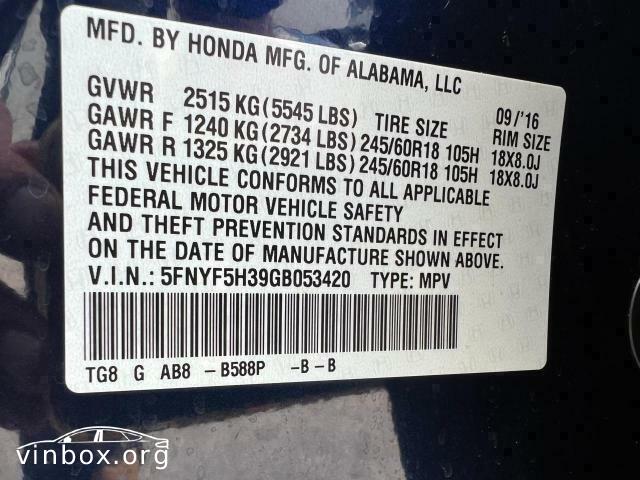 MFD. BY HONDA MFG. OF ALABAMA, LLC
GVWR 2515 KG (5545 LBS) TIRE SIZE 09/'16 RIM SIZE
GAWR F 1240 KG (2734 LBS) 245/60R18 105H 18X8.0J
GAWR R 1325 KG (2921 LBS) 245/60R18 105H 18X8.0J
THIS VEHICLE CONFORMS TO ALL APPLICABLE
FEDERAL MOTOR VEHICLE SAFETY
AND THEFT PREVENTION STANDARDS IN EFFECT
ON THE DATE OF MANUFACTURE SHOWN ABOVE.
V.I.N.: 5FNYF5H39GB053420 TYPE: MPV
TG8 G AB8 -B588P -B-B
vinbox.org